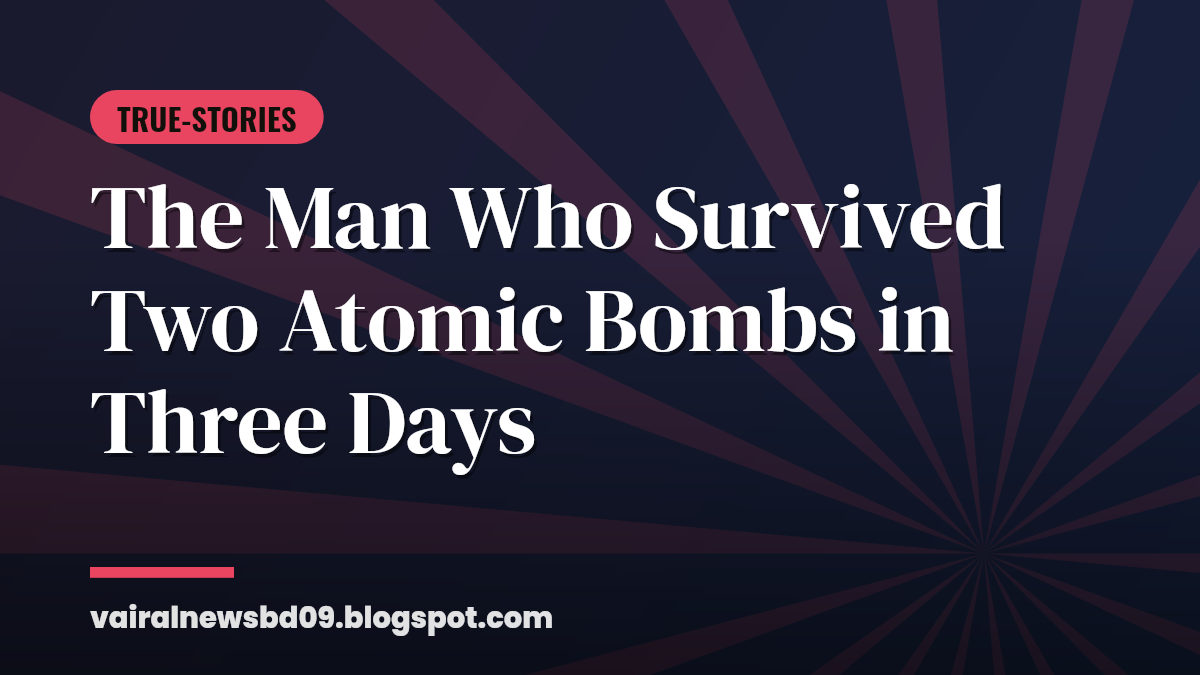 TRUE-STORIES
The Man Who Survived
Two Atomic Bombs in
Three Days
vairalnewsbd09.blogspot.com